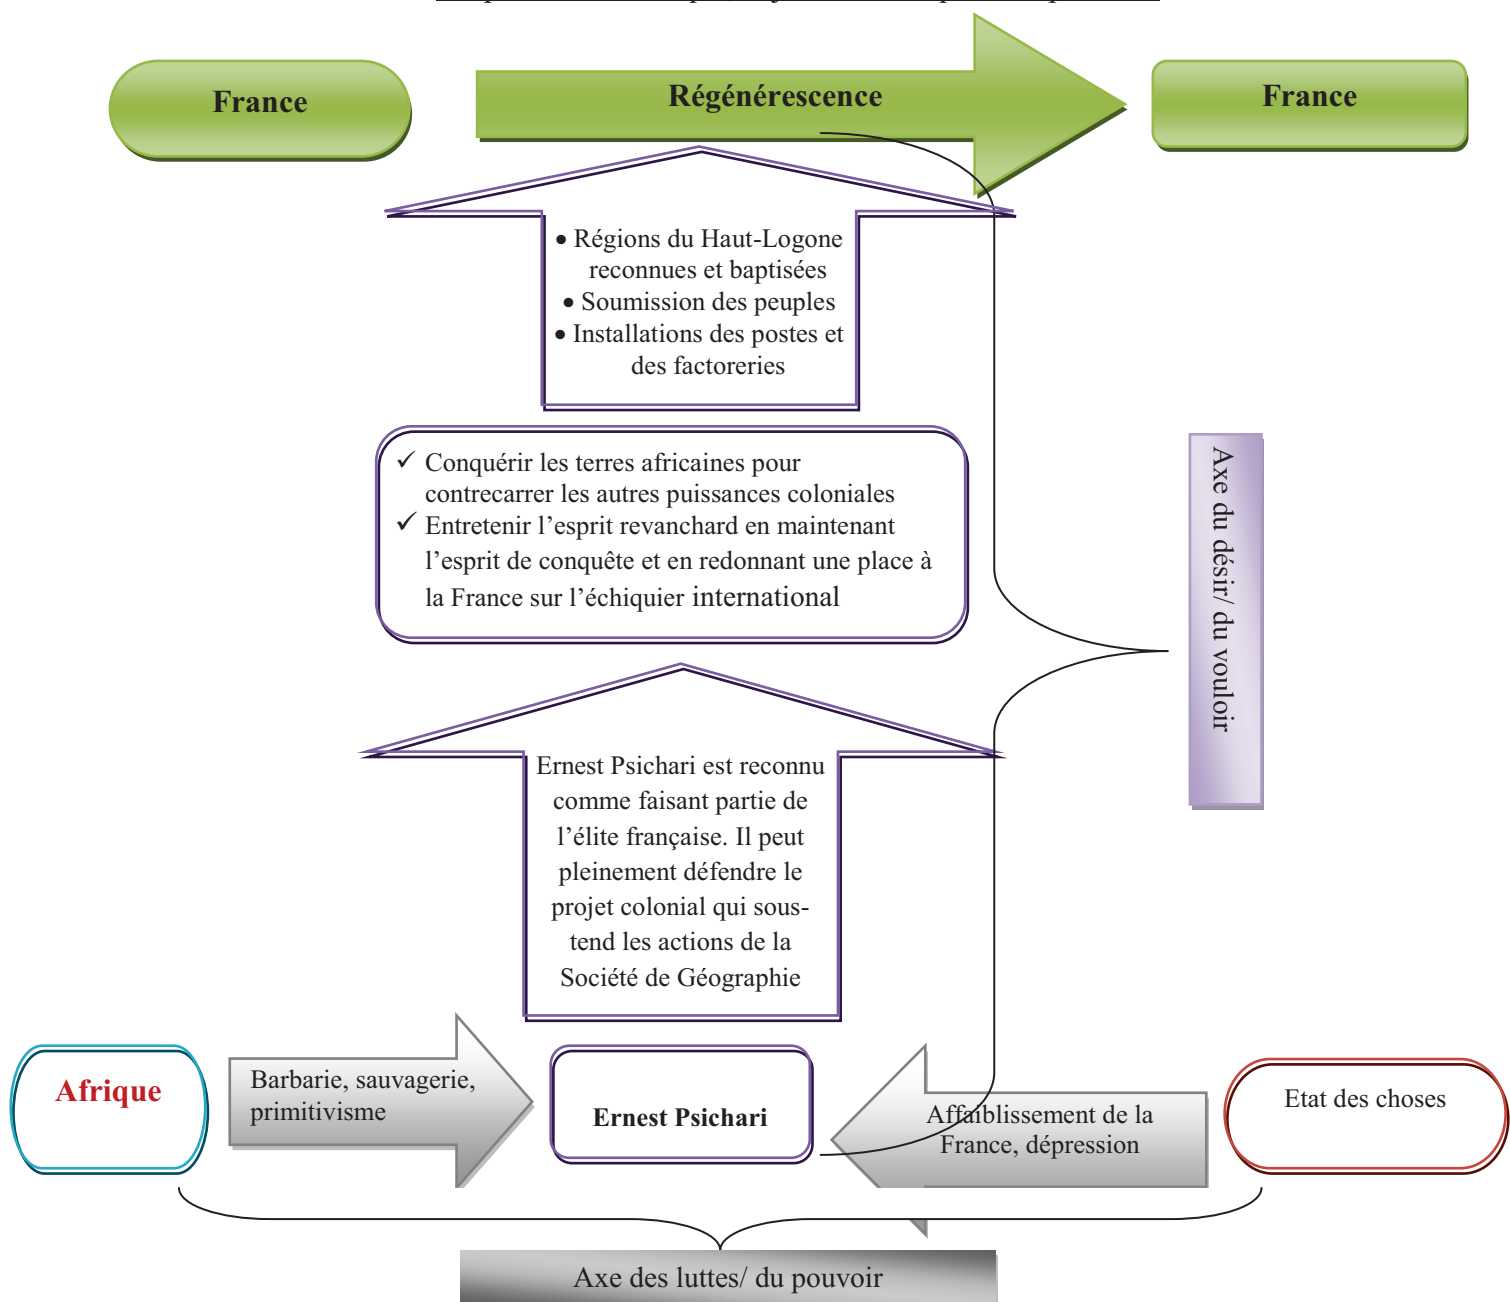 France
Régénérescence
France
• Régions du Haut-Logone
reconnues et baptisées
• Soumission des peuples
• Installations des postes et
des factoreries
✓ Conquérir les terres africaines pour
contrecarrer les autres puissances coloniales
✓ Entretenir l’esprit revanchard en maintenant
l’esprit de conquête et en redonnant une place à
la France sur l’échiquier international
Axe du désir/ du vouloir
Ernest Psichari est reconnu
comme faisant partie de
l’élite française. Il peut
pleinement défendre le
projet colonial qui sous-
tend les actions de la
Société de Géographie
Afrique
Barbarie, sauvagerie,
primitivisme
Ernest Psichari
Affaiblissement de la
France, dépression
Etat des choses
Axe des luttes/ du pouvoir